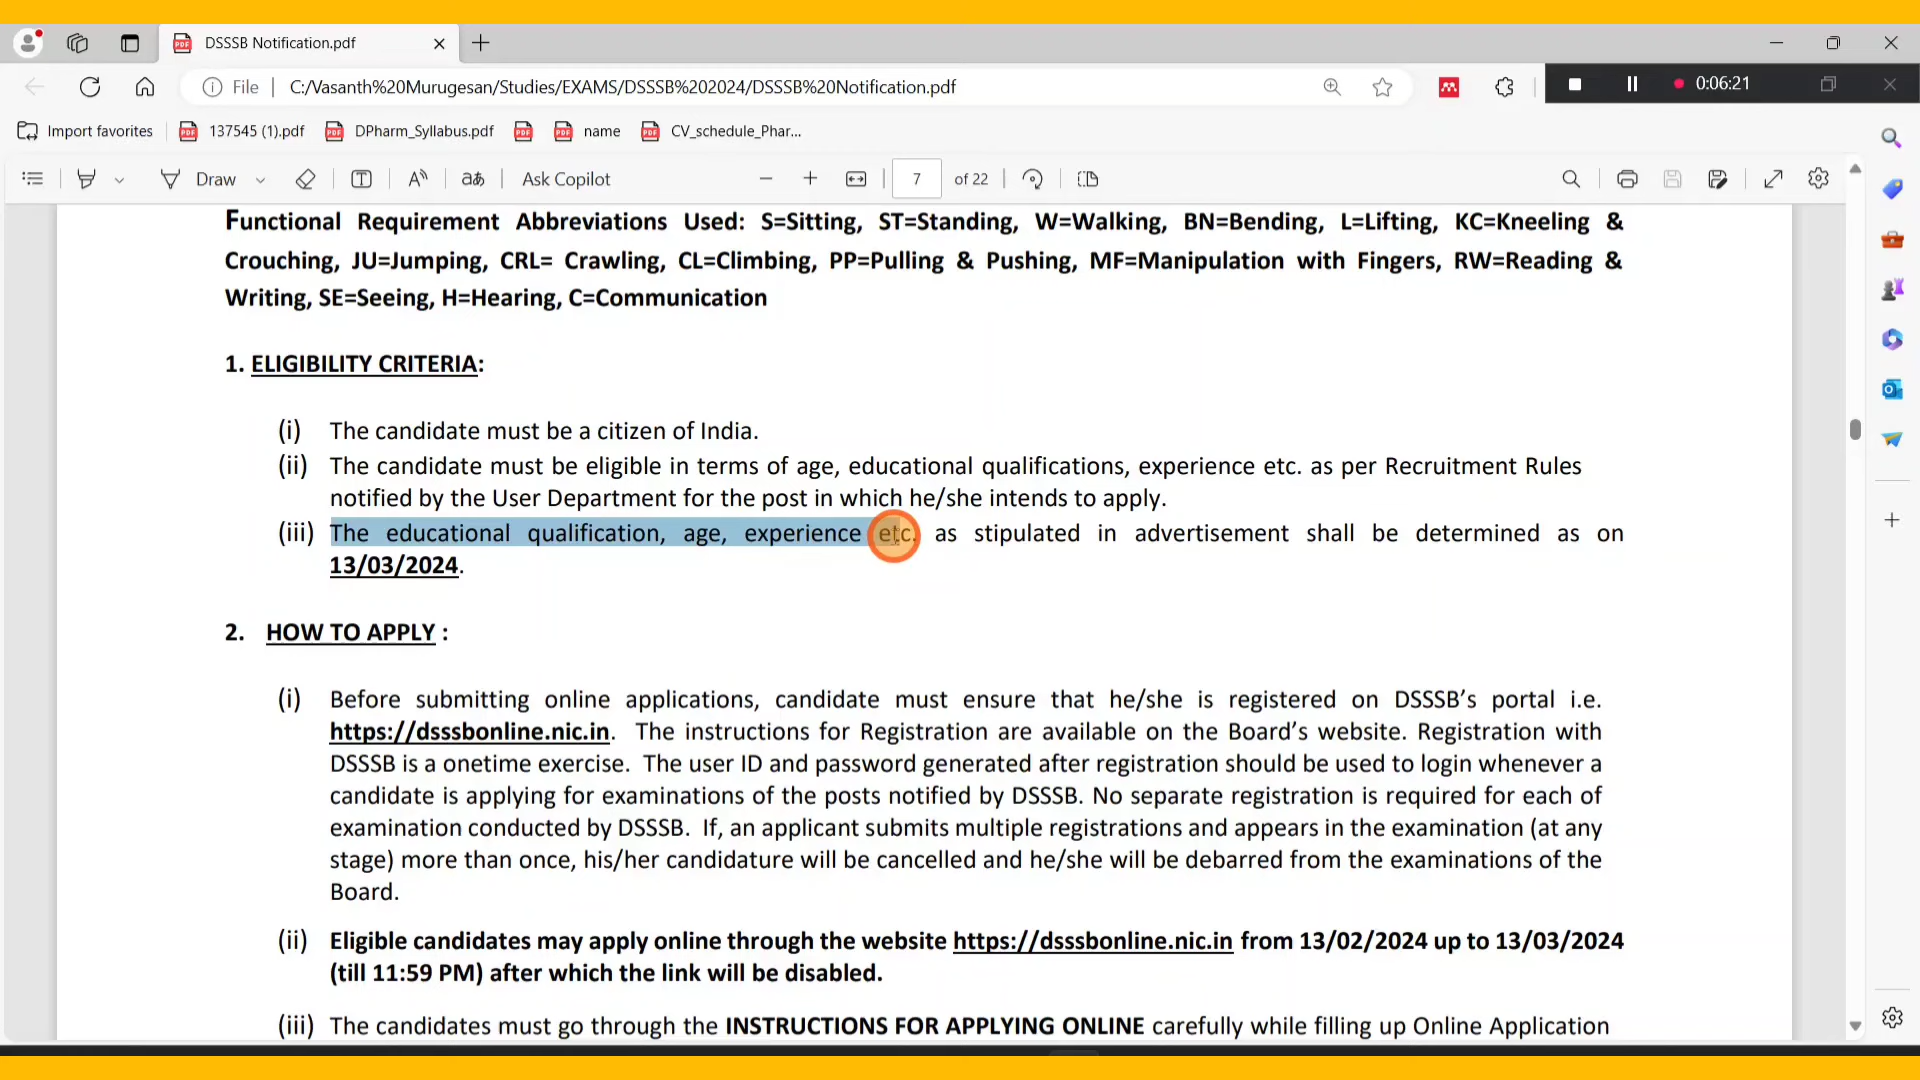 DSSSB Notification.pdf
File
C:/Vasanth%20Murugesan/Studies/EXAMS/DSSSB%202024/DSSSB%20Notification.pdf
0:06:21
Import favorites
137545 (1).pdf
DPharm_Syllabus.pdf
name
CV_schedule_Phar...
Draw
aあ
Ask Copilot
7
of 22
Functional Requirement Abbreviations Used: S=Sitting, ST=Standing, W=Walking, BN=Bending, L=Lifting, KC=Kneeling &
Crouching, JU=Jumping, CRL= Crawling, CL=Climbing, PP=Pulling & Pushing, MF=Manipulation with Fingers, RW=Reading &
Writing, SE=Seeing, H=Hearing, C=Communication
1. ELIGIBILITY CRITERIA:
(i) The candidate must be a citizen of India.
(ii) The candidate must be eligible in terms of age, educational qualifications, experience etc. as per Recruitment Rules
notified by the User Department for the post in which he/she intends to apply.
(iii) The educational qualification, age, experience etc. as stipulated in advertisement shall be determined as on
13/03/2024.
2. HOW TO APPLY :
(i) Before submitting online applications, candidate must ensure that he/she is registered on DSSSB’s portal i.e.
https://dsssbonline.nic.in. The instructions for Registration are available on the Board’s website. Registration with
DSSSB is a onetime exercise. The user ID and password generated after registration should be used to login whenever a
candidate is applying for examinations of the posts notified by DSSSB. No separate registration is required for each of
examination conducted by DSSSB. If, an applicant submits multiple registrations and appears in the examination (at any
stage) more than once, his/her candidature will be cancelled and he/she will be debarred from the examinations of the
Board.
(ii) Eligible candidates may apply online through the website https://dsssbonline.nic.in from 13/02/2024 up to 13/03/2024
(till 11:59 PM) after which the link will be disabled.
(iii) The candidates must go through the INSTRUCTIONS FOR APPLYING ONLINE carefully while filling up Online Application